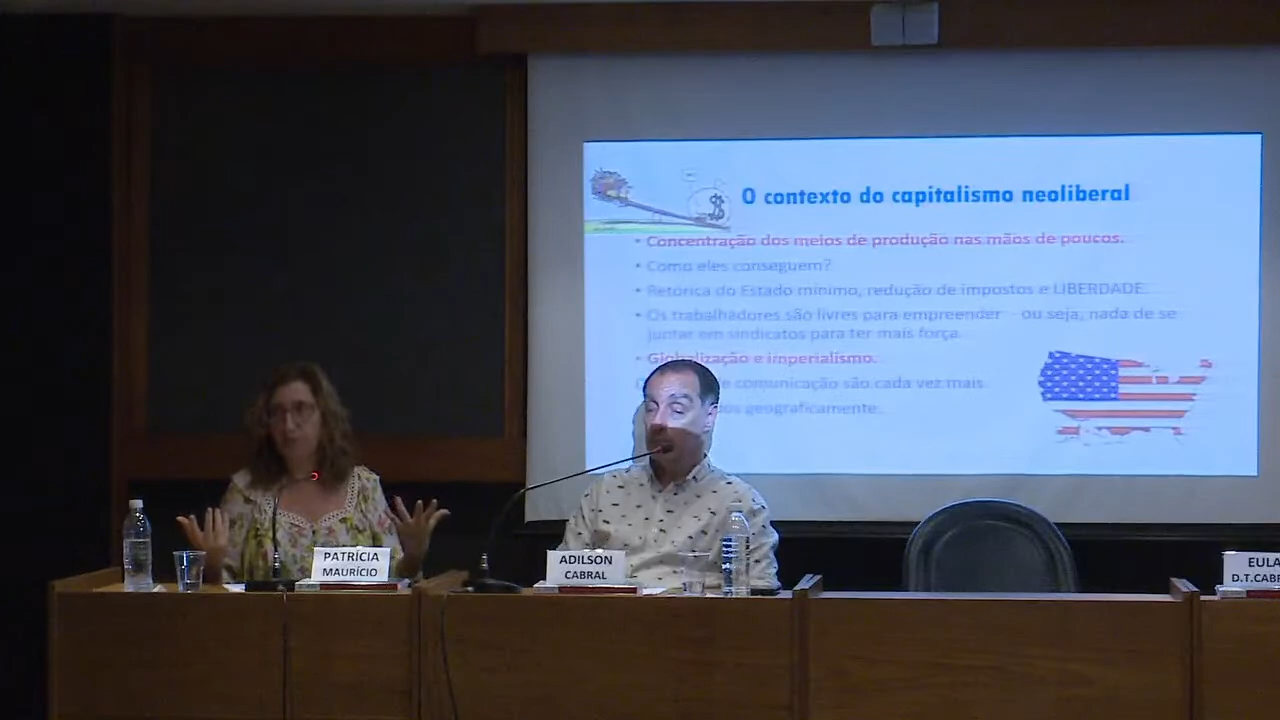 O contexto do capitalismo neoliberal
$
• Concentração dos meios de produção nas mãos de poucos.
• Como eles conseguem?
• Retórica do Estado mínimo, redução de impostos e LIBERDADE.
• Os trabalhadores são livres para empreender – ou seja, nada de se
juntar em sindicatos para ter mais força.
• Globalização e imperialismo.
e comunicação são cada vez mais
geograficamente.
PATRÍCIA
MAURÍCIO
ADILSON
CABRAL
EULA
D.T.CABR